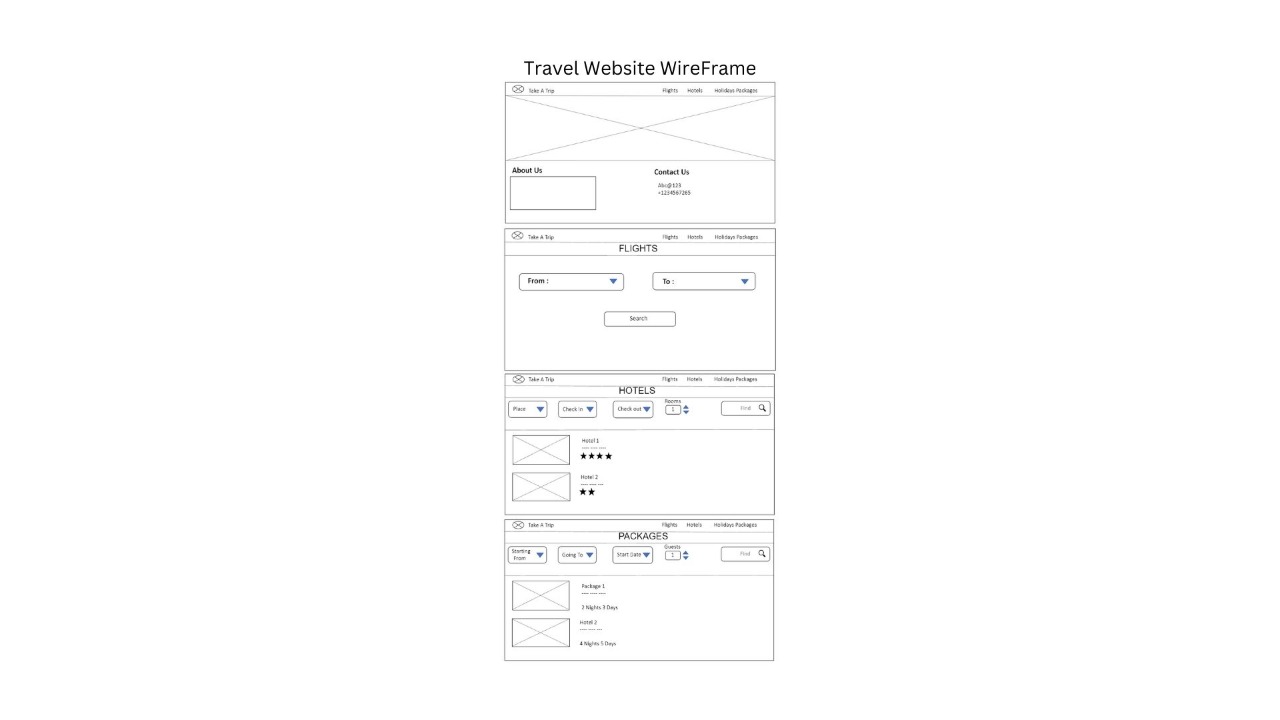 Travel Website WireFrame
Take A Trip Flights Hotels Holidays Packages
About Us
Contact Us
Abc@123
+1234567265
Take A Trip Flights Hotels Holidays Packages
FLIGHTS
From :
To :
Search
Take A Trip Flights Hotels Holidays Packages
HOTELS
Place
Check In
Check out
Rooms
1
Find
Hotel 1
---- ---- ----
★★★★
Hotel 2
---- ---- ---
★★
Take A Trip Flights Hotels Holidays Packages
PACKAGES
Starting
From
Going To
Start Date
Guests
1
Find
Package 1
---- ---- ----
2 Nights 3 Days
Hotel 2
---- ---- ---
4 Nights 5 Days